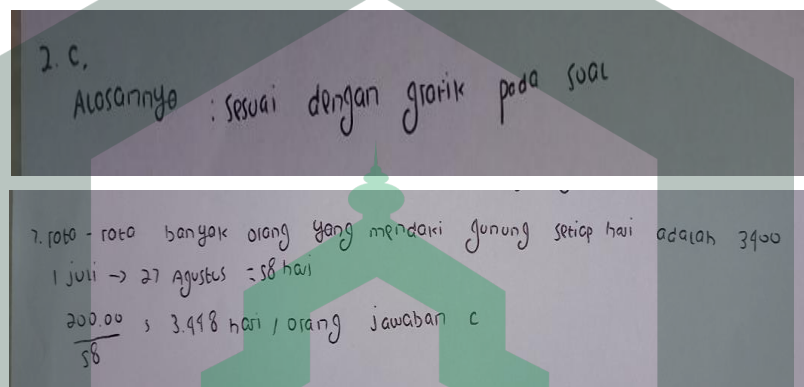 2. C.
Alasannya : Sesuai dengan grafik pada soal
7. rata - rata banyak orang yang mendaki gunung setiap hari adalah 3400
1 juli -> 27 Agustus = 58 hari
200.00
58
s 3.448 hari / orang jawaban c